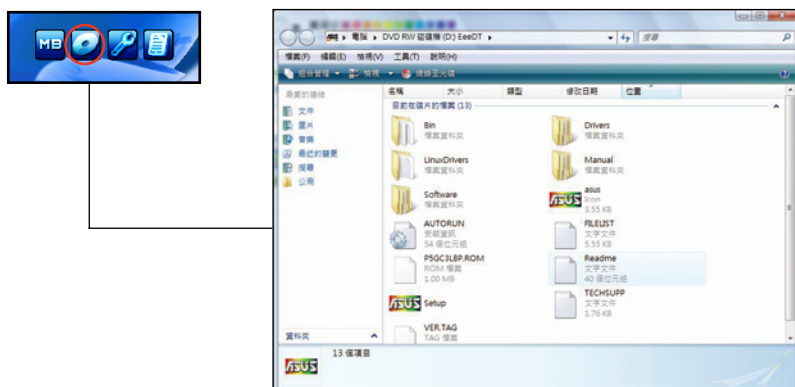 MB
電腦 ▸ DVD RW 磁碟機 (D:) EeeDT ▸
搜尋
檔案(F) 編輯(E) 檢視(V) 工具(T) 說明(H)
組合管理 檢視 燒錄至光碟
最愛的連結
文件
圖片
音樂
最近的變更
搜尋
公用
資料夾
名稱 大小 類型 修改日期 位置
目前在碟片的檔案 (13)
Bin
檔案資料夾
Drivers
檔案資料夾
LinuxDrivers
檔案資料夾
Manual
檔案資料夾
Software
檔案資料夾
asus
Icon
3.55 KB
AUTORUN
安裝資訊
54 個位元組
FILELIST
文字文件
5.55 KB
P5GC3LBP.ROM
ROM 檔案
1.00 MB
Readme
文字文件
40 個位元組
Setup
TECHSUPP
文字文件
1.76 KB
VER.TAG
TAG 檔案
13 個項目
ASUS